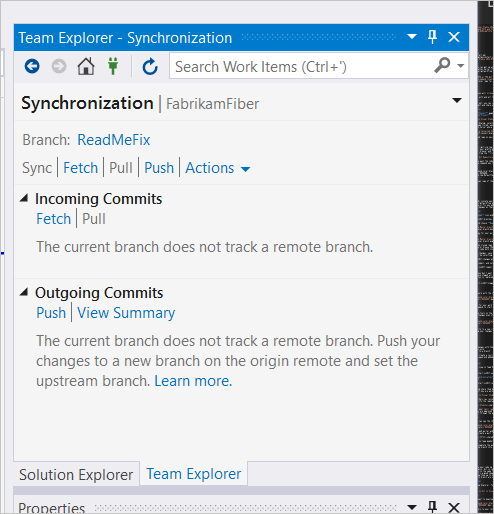 Team Explorer - Synchronization
Search Work Items (Ctrl+')
Synchronization | FabrikamFiber
Branch: ReadMeFix
Sync | Fetch | Pull | Push | Actions
Incoming Commits
Fetch | Pull
The current branch does not track a remote branch.
Outgoing Commits
Push | View Summary
The current branch does not track a remote branch. Push your
changes to a new branch on the origin remote and set the
upstream branch. Learn more.
Solution Explorer Team Explorer
Properties